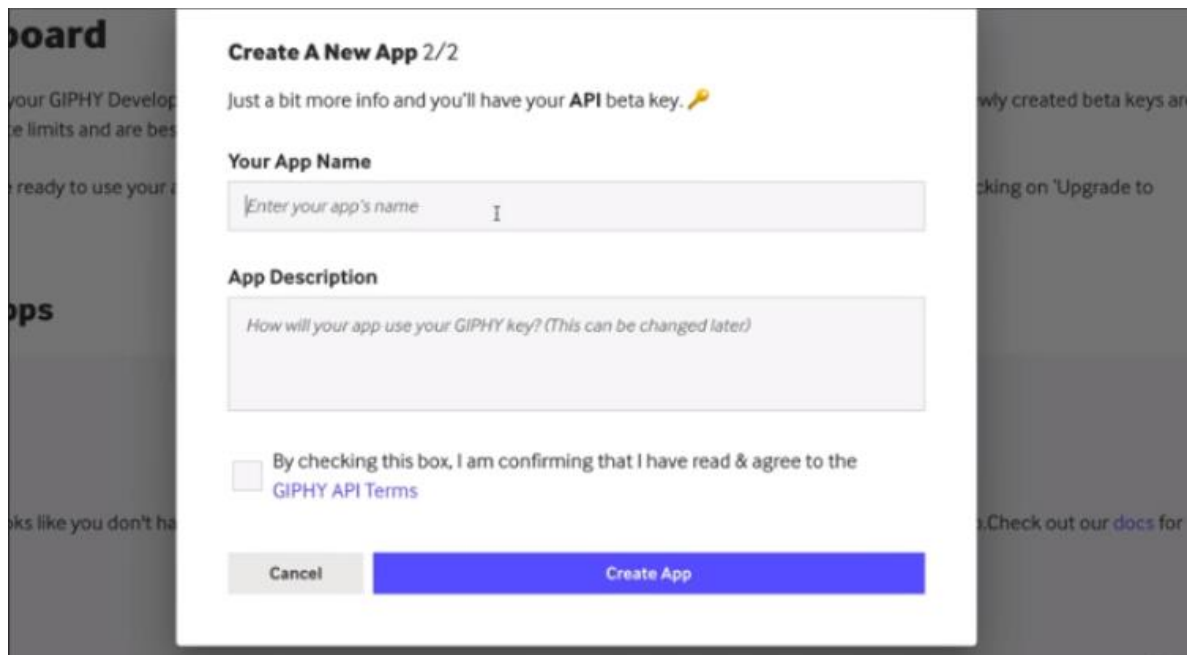 board
Create A New App 2/2
your GIPHY Develop
Just a bit more info and you'll have your API beta key. 🔑
newly created beta keys are
limits and are bes
Your App Name
ready to use your a
cking on 'Upgrade to
Enter your app's name
App Description
How will your app use your GIPHY key? (This can be changed later)
By checking this box, I am confirming that I have read & agree to the
GIPHY API Terms
like you don't ha
.Check out our docs for
Cancel
Create App